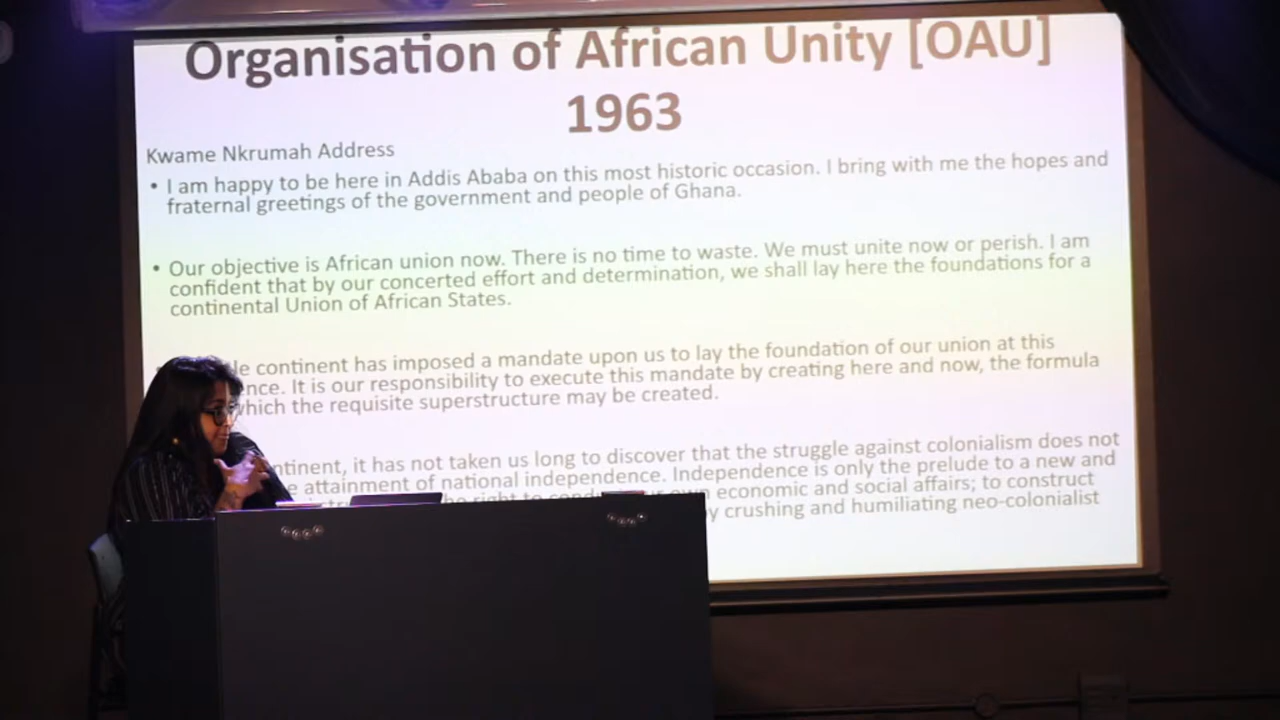 Organisation of African Unity [OAU]
1963
Kwame Nkrumah Address
• I am happy to be here in Addis Ababa on this most historic occasion. I bring with me the hopes and
fraternal greetings of the government and people of Ghana.
• Our objective is African union now. There is no time to waste. We must unite now or perish. I am
confident that by our concerted effort and determination, we shall lay here the foundations for a
continental Union of African States.
continent has imposed a mandate upon us to lay the foundation of our union at this
It is our responsibility to execute this mandate by creating here and now, the formula
which the requisite superstructure may be created.
it has not taken us long to discover that the struggle against colonialism does not
attainment of national independence. Independence is only the prelude to a new and
the right to own economic and social affairs; to construct
crushing and humiliating neo-colonialist